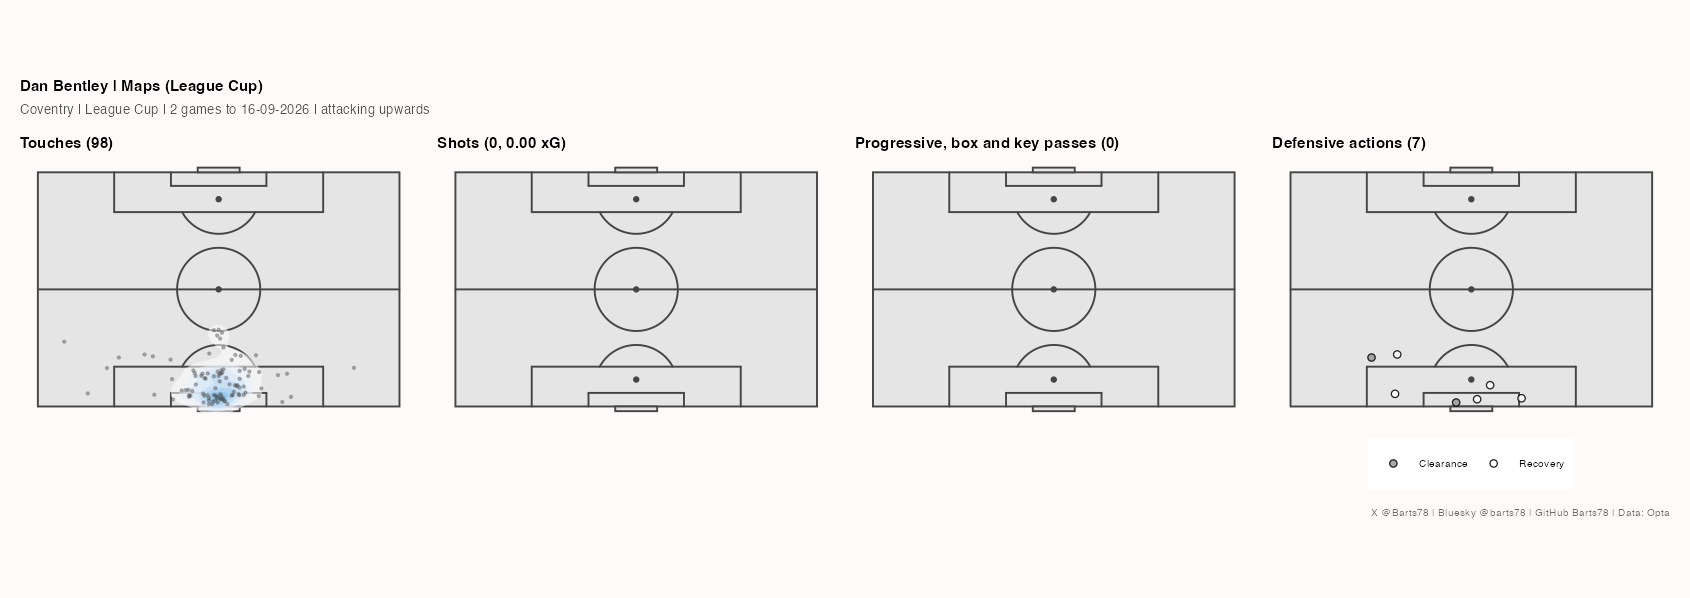 Dan Bentley | Maps (League Cup)
Coventry | League Cup | 2 games to 16-09-2026 | attacking upwards
Touches (98)
Shots (0, 0.00 xG)
Progressive, box and key passes (0)
Defensive actions (7)
Clearance
Recovery
X @Barts78 | Bluesky @barts78 | GitHub Barts78 | Data: Opta